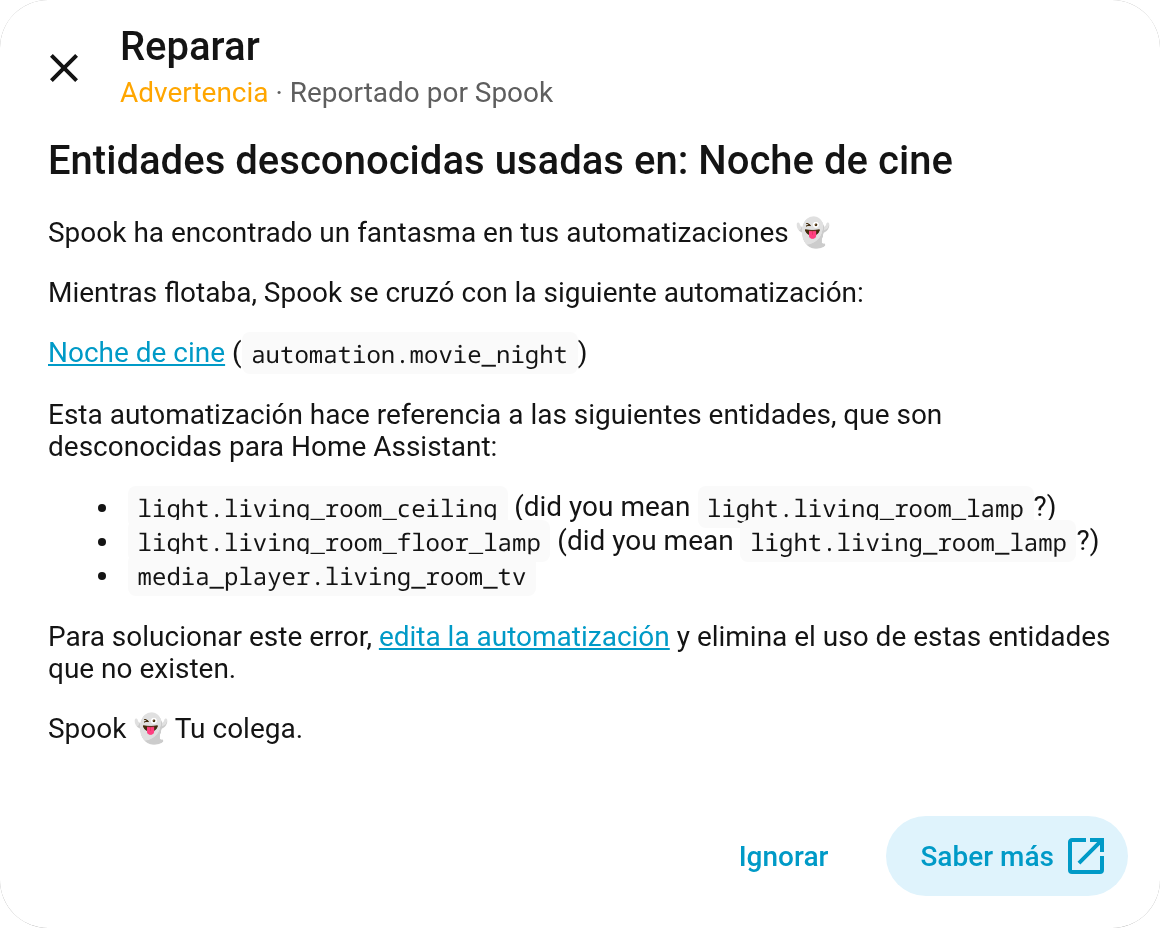 Reparar
Advertencia · Reportado por Spook
Entidades desconocidas usadas en: Noche de cine
Spook ha encontrado un fantasma en tus automatizaciones 👻
Mientras flotaba, Spook se cruzó con la siguiente automatización:
Noche de cine ( automation.movie_night )
Esta automatización hace referencia a las siguientes entidades, que son
desconocidas para Home Assistant:
• light.living_room_ceiling (did you mean light.living_room_lamp ?)
• light.living_room_floor_lamp (did you mean light.living_room_lamp ?)
• media_player.living_room_tv
Para solucionar este error, edita la automatización y elimina el uso de estas entidades
que no existen.
Spook 👻 Tu colega.
Ignorar
Saber más